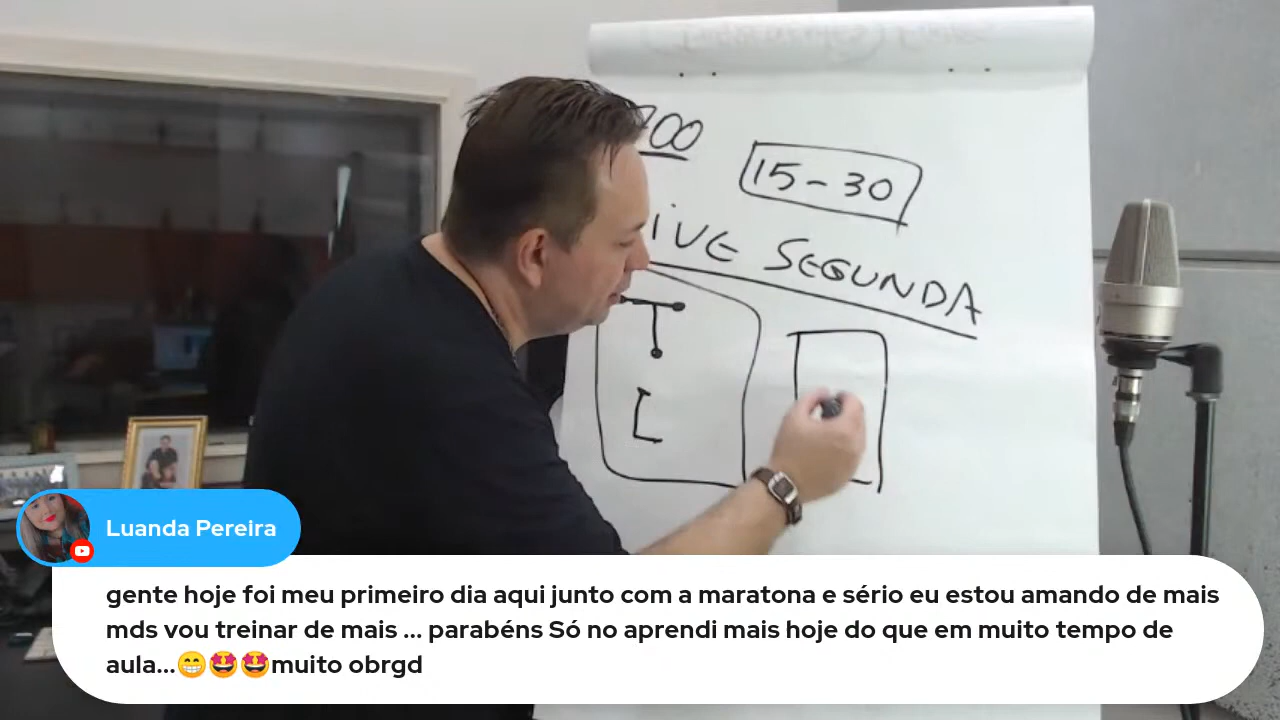 15 - 30
SEGUNDA
Luanda Pereira
gente hoje foi meu primeiro dia aqui junto com a maratona e sério eu estou amando de mais
mds vou treinar de mais ... parabéns Só no aprendi mais hoje do que em muito tempo de
aula...😁🤩🤩muito obrgd